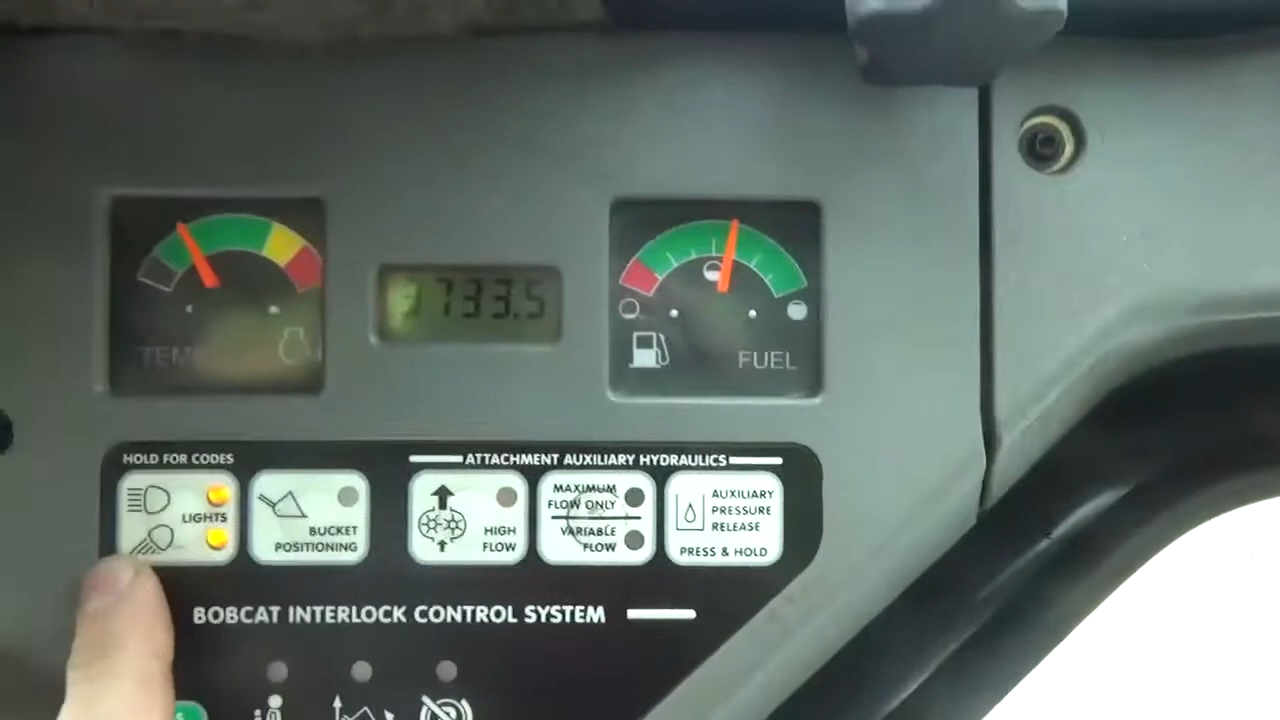 TEMP
733.5
FUEL
HOLD FOR CODES
ATTACHMENT AUXILIARY HYDRAULICS
LIGHTS
BUCKET
POSITIONING
HIGH
FLOW
MAXIMUM
FLOW ONLY
VARIABLE
FLOW
AUXILIARY
PRESSURE
RELEASE
PRESS & HOLD
BOBCAT INTERLOCK CONTROL SYSTEM